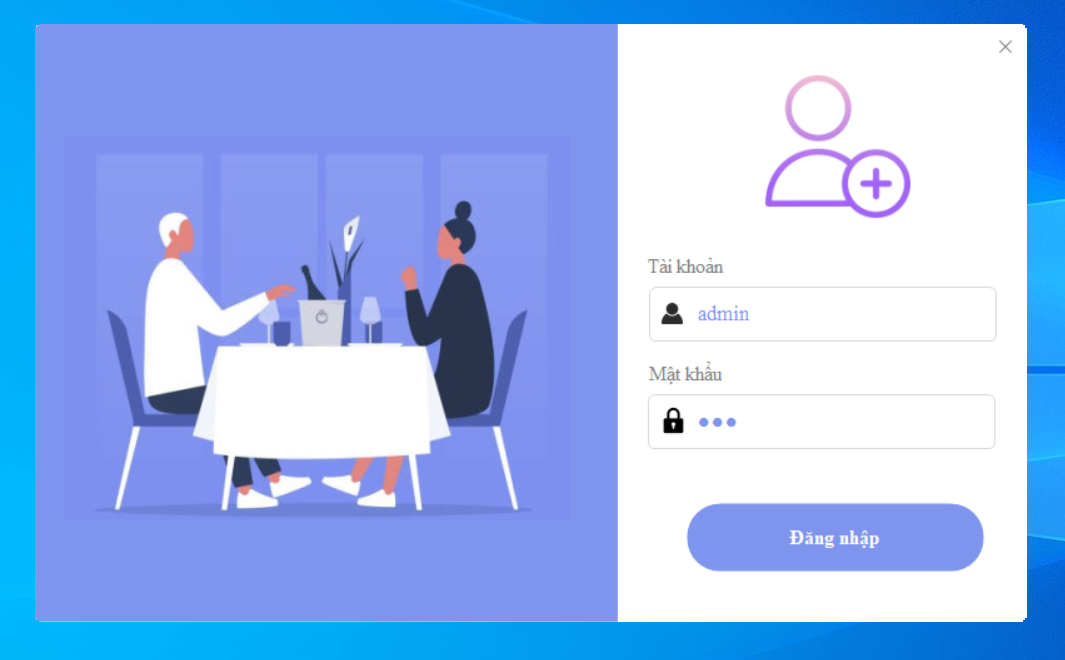 Tài khoản
admin
Mật khẩu
Đăng nhập